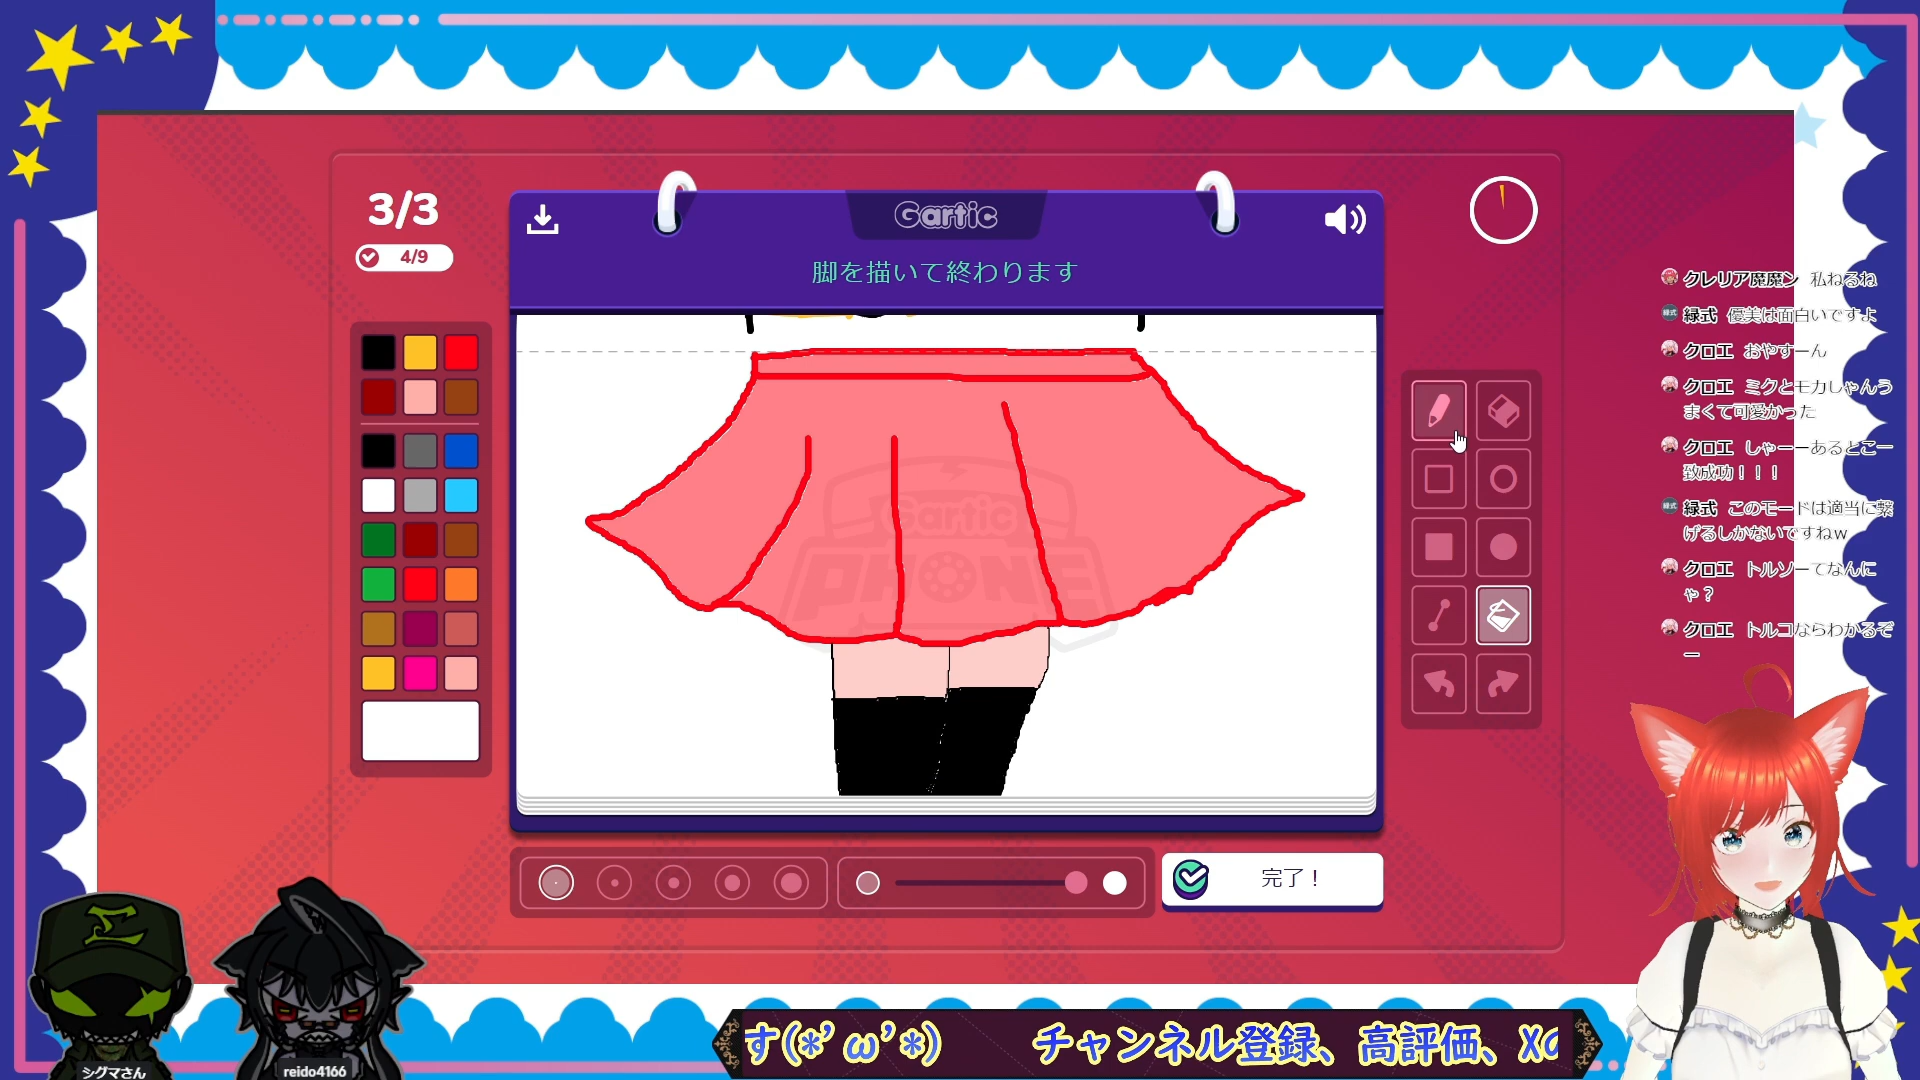 3/3
4/9
Gartic
脚を描いて終わります
Gartic
PHONE
クレリア魔魔ン 私ねるね
緑式 優美は面白いですよ
クロエ おやすーん
クロエ ミクとモカしゃんう
まくて可愛かった
クロエ しゃーーあるとこ一
致成功！！！
緑式 このモードは適当に繋
げるしかないですねw
クロエ トルソーてなんに
ゃ？
クロエ トルコならわかるぞ
ー
完了！
シグマさん
reido4166
す(*'ω'*) チャンネル登録、高評価、Xの